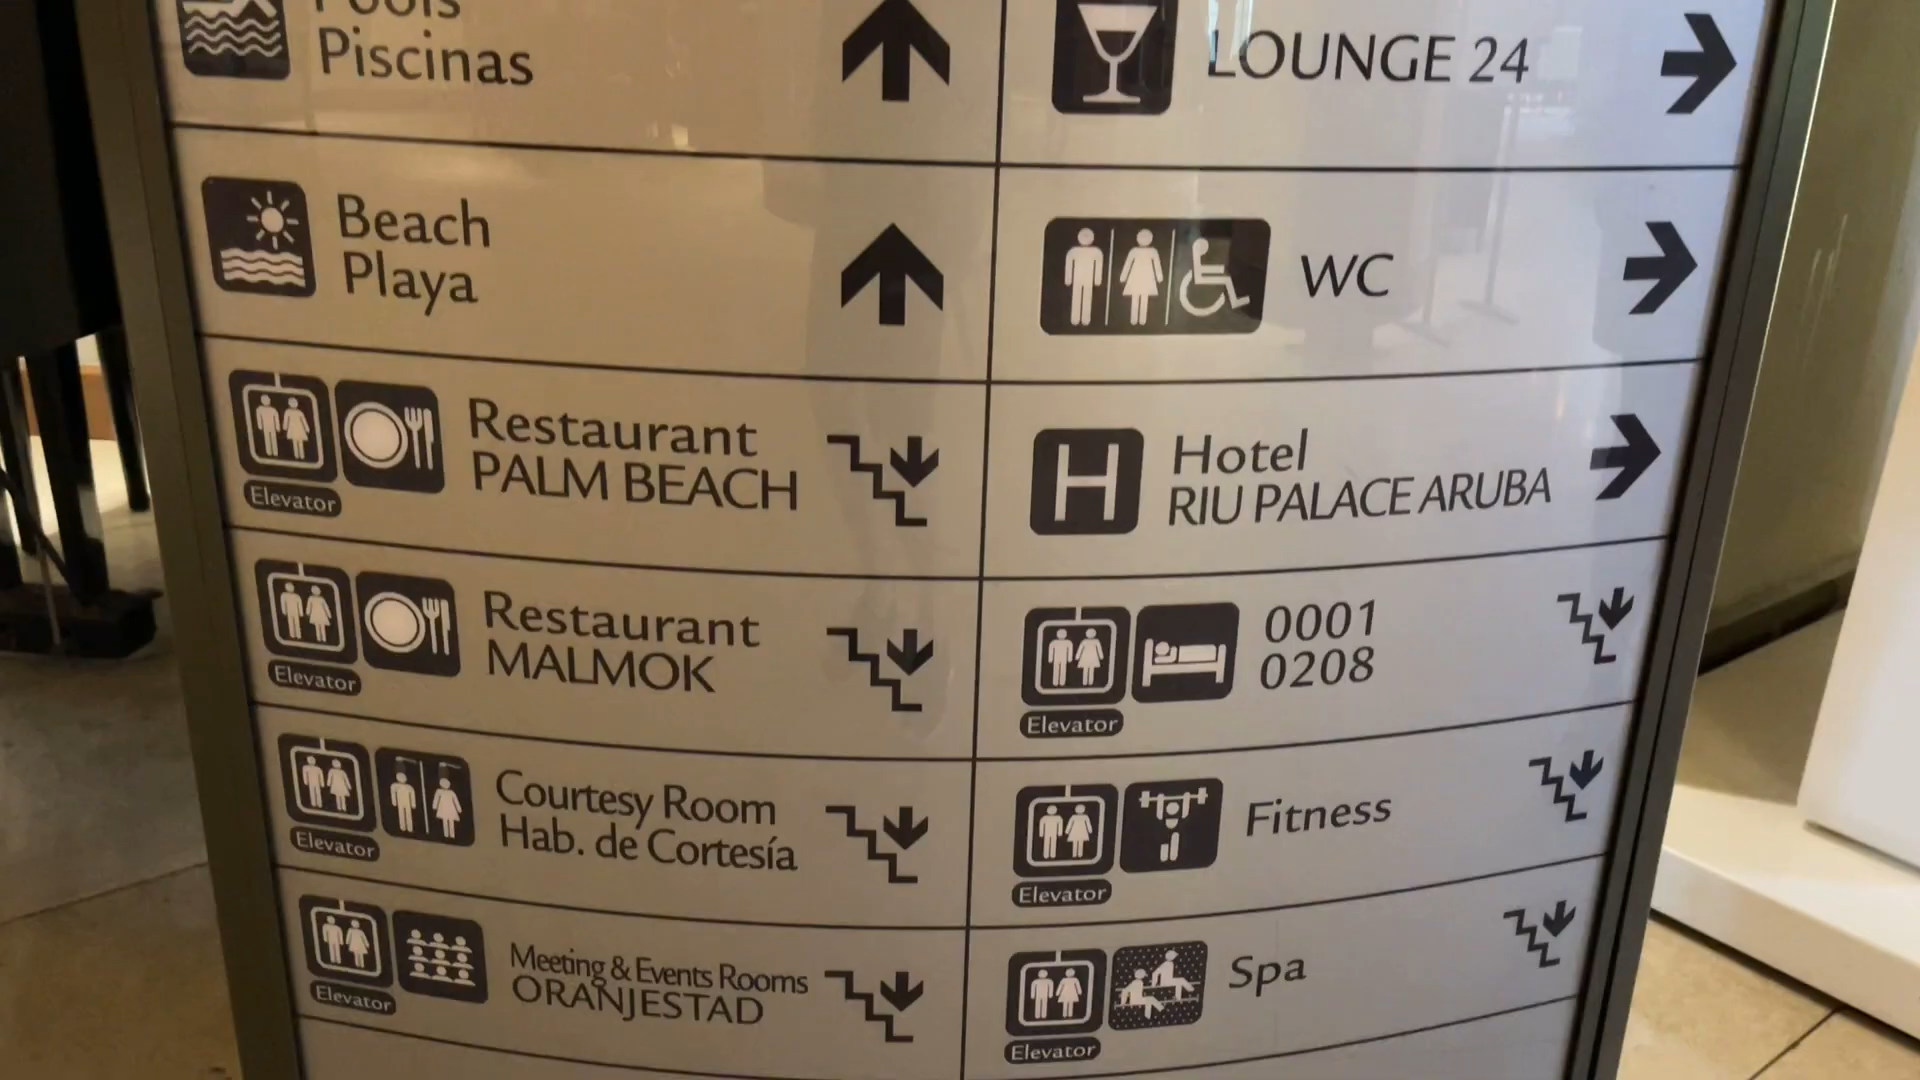 Pools
Piscinas
Beach
Playa
Elevator
Restaurant
PALM BEACH
Elevator
Restaurant
MALMOK
Elevator
Courtesy Room
Hab. de Cortesía
Elevator
Meeting & Events Rooms
ORANJESTAD
LOUNGE 24
WC
H
Hotel
RIU PALACE ARUBA
Elevator
0001
0208
Elevator
Fitness
Elevator
Spa